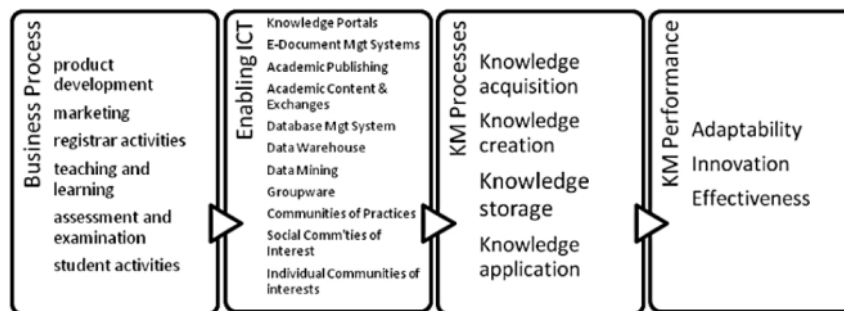 Business Process
product
development
marketing
registrar activities
teaching and
learning
assessment and
examination
student activities
Enabling ICT
Knowledge Portals
E-Document Mgt Systems
Academic Publishing
Academic Content &
Exchanges
Database Mgt System
Data Warehouse
Data Mining
Groupware
Communities of Practices
Social Comm'ties of
Interest
Individual Communities of
interests
KM Processes
Knowledge
acquisition
Knowledge
creation
Knowledge
storage
Knowledge
application
KM Performance
Adaptability
Innovation
Effectiveness